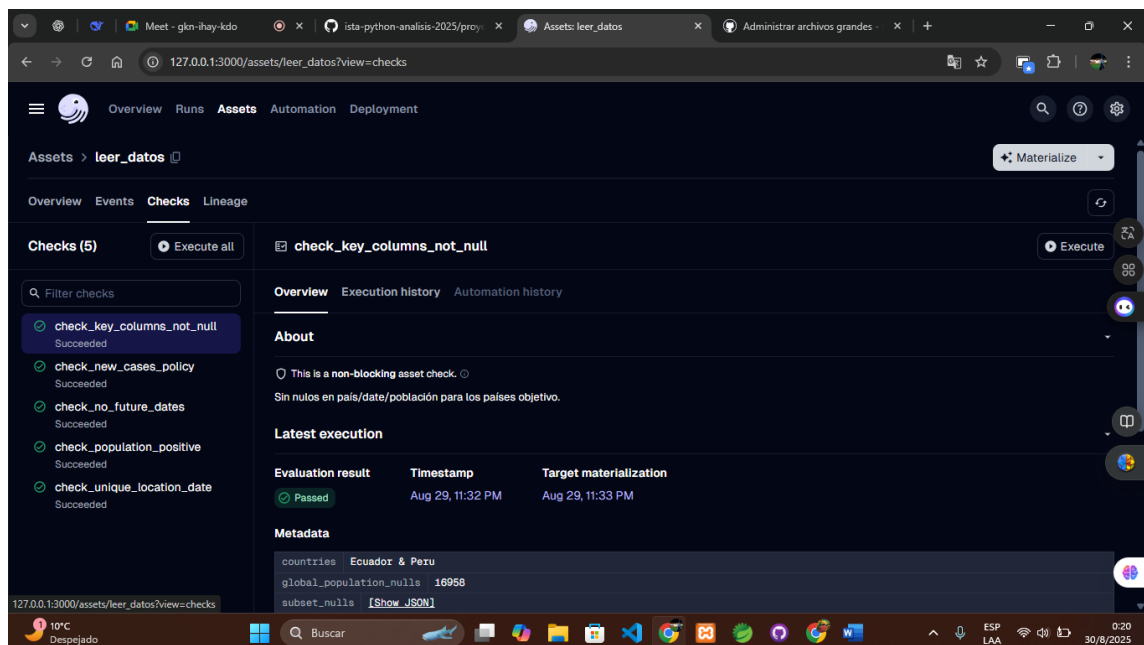 Meet - gkn-ihay-kdo
ista-python-analisis-2025/proye
Assets: leer_datos
Administrar archivos grandes -
127.0.0.1:3000/assets/leer_datos?view=checks
Overview Runs Assets Automation Deployment
Assets > leer_datos
Materialize
Overview Events Checks Lineage
Checks (5)
Execute all
check_key_columns_not_null
Execute
Filter checks
Overview Execution history Automation history
check_key_columns_not_null
Succeeded
check_new_cases_policy
Succeeded
check_no_future_dates
Succeeded
check_population_positive
Succeeded
check_unique_location_date
Succeeded
About
This is a non-blocking asset check.
Sin nulos en país/date/población para los países objetivo.
Latest execution
Evaluation result Timestamp Target materialization
Passed Aug 29, 11:32 PM Aug 29, 11:33 PM
Metadata
countries Ecuador & Peru
global_population_nulls 16958
subset_nulls [Show JSON]
127.0.0.1:3000/assets/leer_datos?view=checks
1
10°C
Despejado
Buscar
ESP
LAA
0:20
30/8/2025